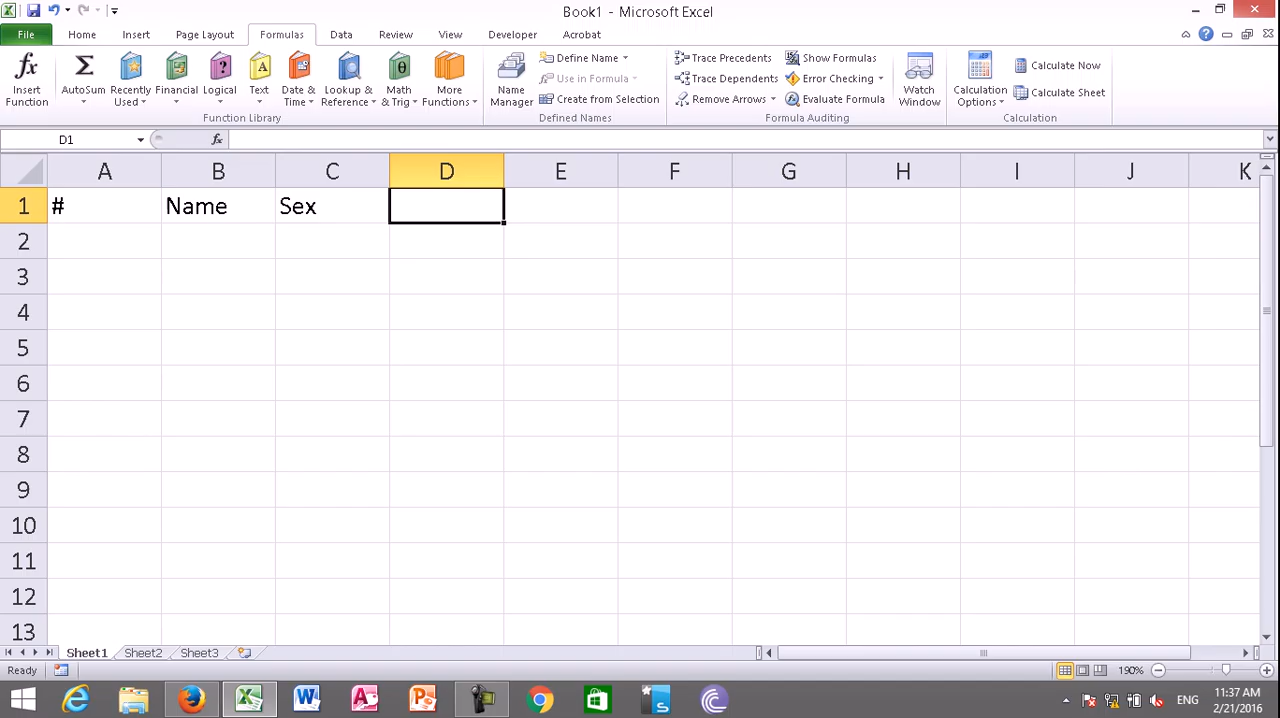 Book1 - Microsoft Excel
File Home Insert Page Layout Formulas Data Review View Developer Acrobat
Insert Function
AutoSum
Recently Used
Financial
Logical
Text
Date & Time
Lookup & Reference
Math & Trig
More Functions
Function Library
Name Manager
Define Name
Use in Formula
Create from Selection
Defined Names
Trace Precedents
Trace Dependents
Remove Arrows
Show Formulas
Error Checking
Evaluate Formula
Formula Auditing
Watch Window
Calculation Options
Calculate Now
Calculate Sheet
Calculation
D1 fx
A B C D E F G H I J K
1 # Name Sex
2
3
4
5
6
7
8
9
10
11
12
13
Sheet1 Sheet2 Sheet3
Ready 190%
ENG 11:37 AM
2/21/2016